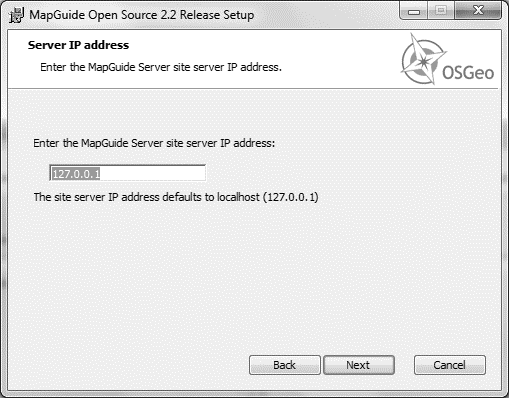 MapGuide Open Source 2.2 Release Setup
Server IP address
Enter the MapGuide Server site server IP address.
OSGeo
Enter the MapGuide Server site server IP address:
127.0.0.1
The site server IP address defaults to localhost (127.0.0.1)
Back
Next
Cancel